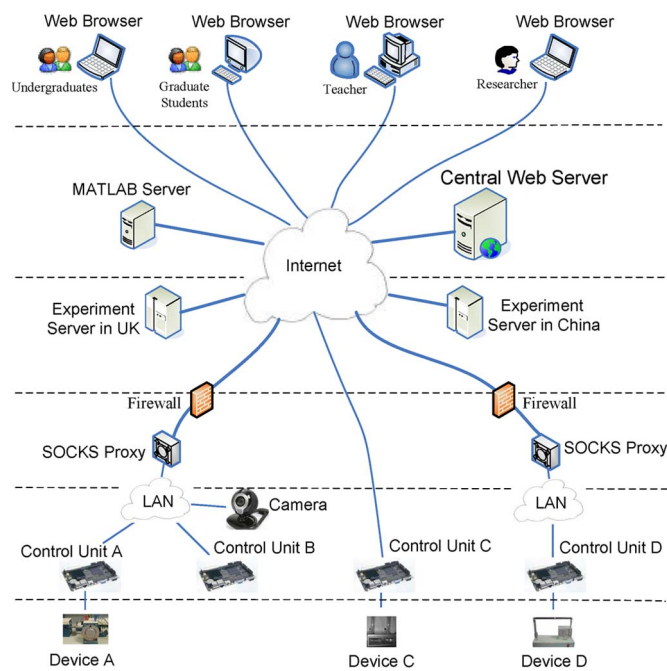 Web Browser
Web Browser
Web Browser
Web Browser
Undergraduates
Graduate
Students
Teacher
Researcher
MATLAB Server
Central Web Server
Internet
Experiment
Server in UK
Experiment
Server in China
Firewall
Firewall
SOCKS Proxy
SOCKS Proxy
LAN
Camera
LAN
Control Unit A
Control Unit B
Control Unit C
Control Unit D
Device A
Device C
Device D